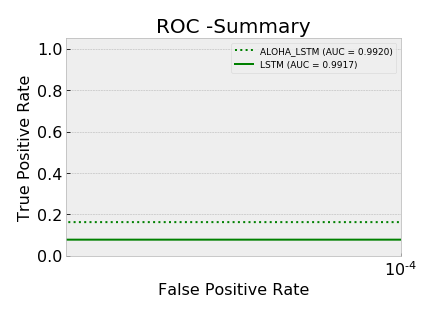 ROC -Summary
ALOHA_LSTM (AUC = 0.9920)
LSTM (AUC = 0.9917)
True Positive Rate
1.0
0.8
0.6
0.4
0.2
0.0
10⁻⁴
False Positive Rate